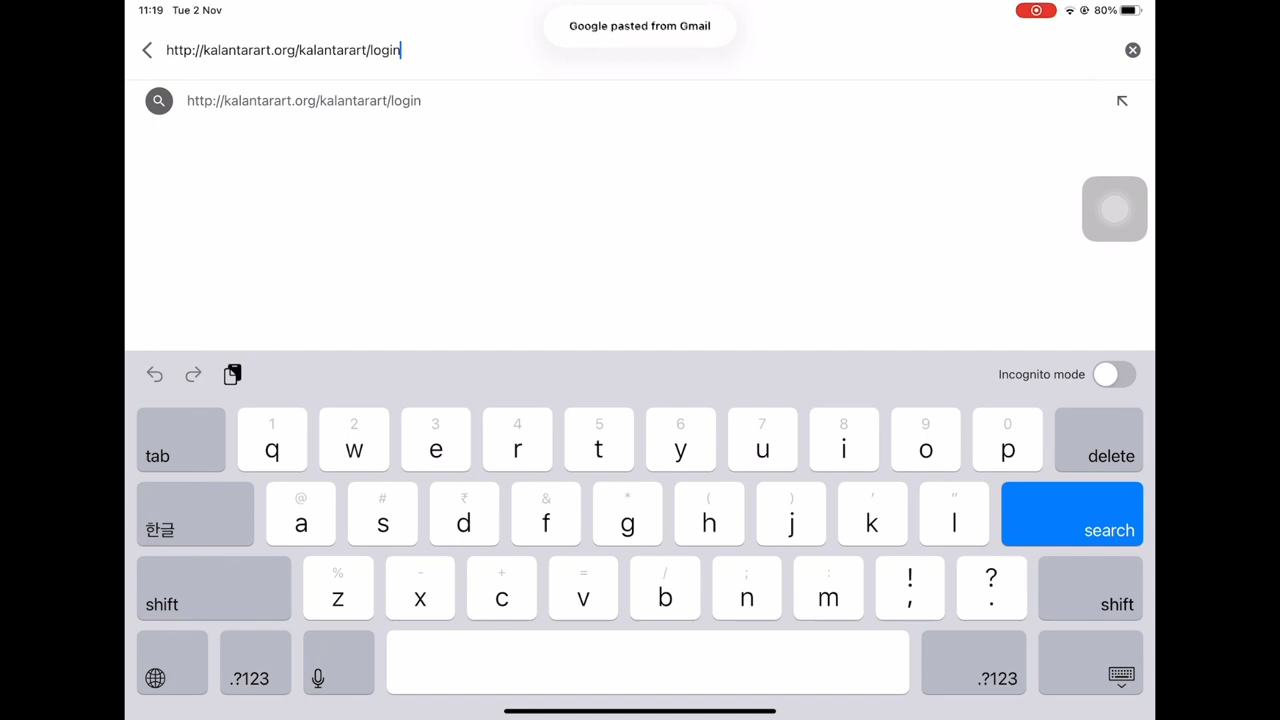 11:19 Tue 2 Nov
80%
Google pasted from Gmail
http://kalantarart.org/kalantarart/login
http://kalantarart.org/kalantarart/login
Incognito mode
1 2 3 4 5 6 7 8 9 0
tab q w e r t y u i o p delete
@ # ₹ & * ( ) ' "
한글 a s d f g h j k l search
% - + = / ; : ! ?
shift z x c v b n m , . shift
.?123 .?123